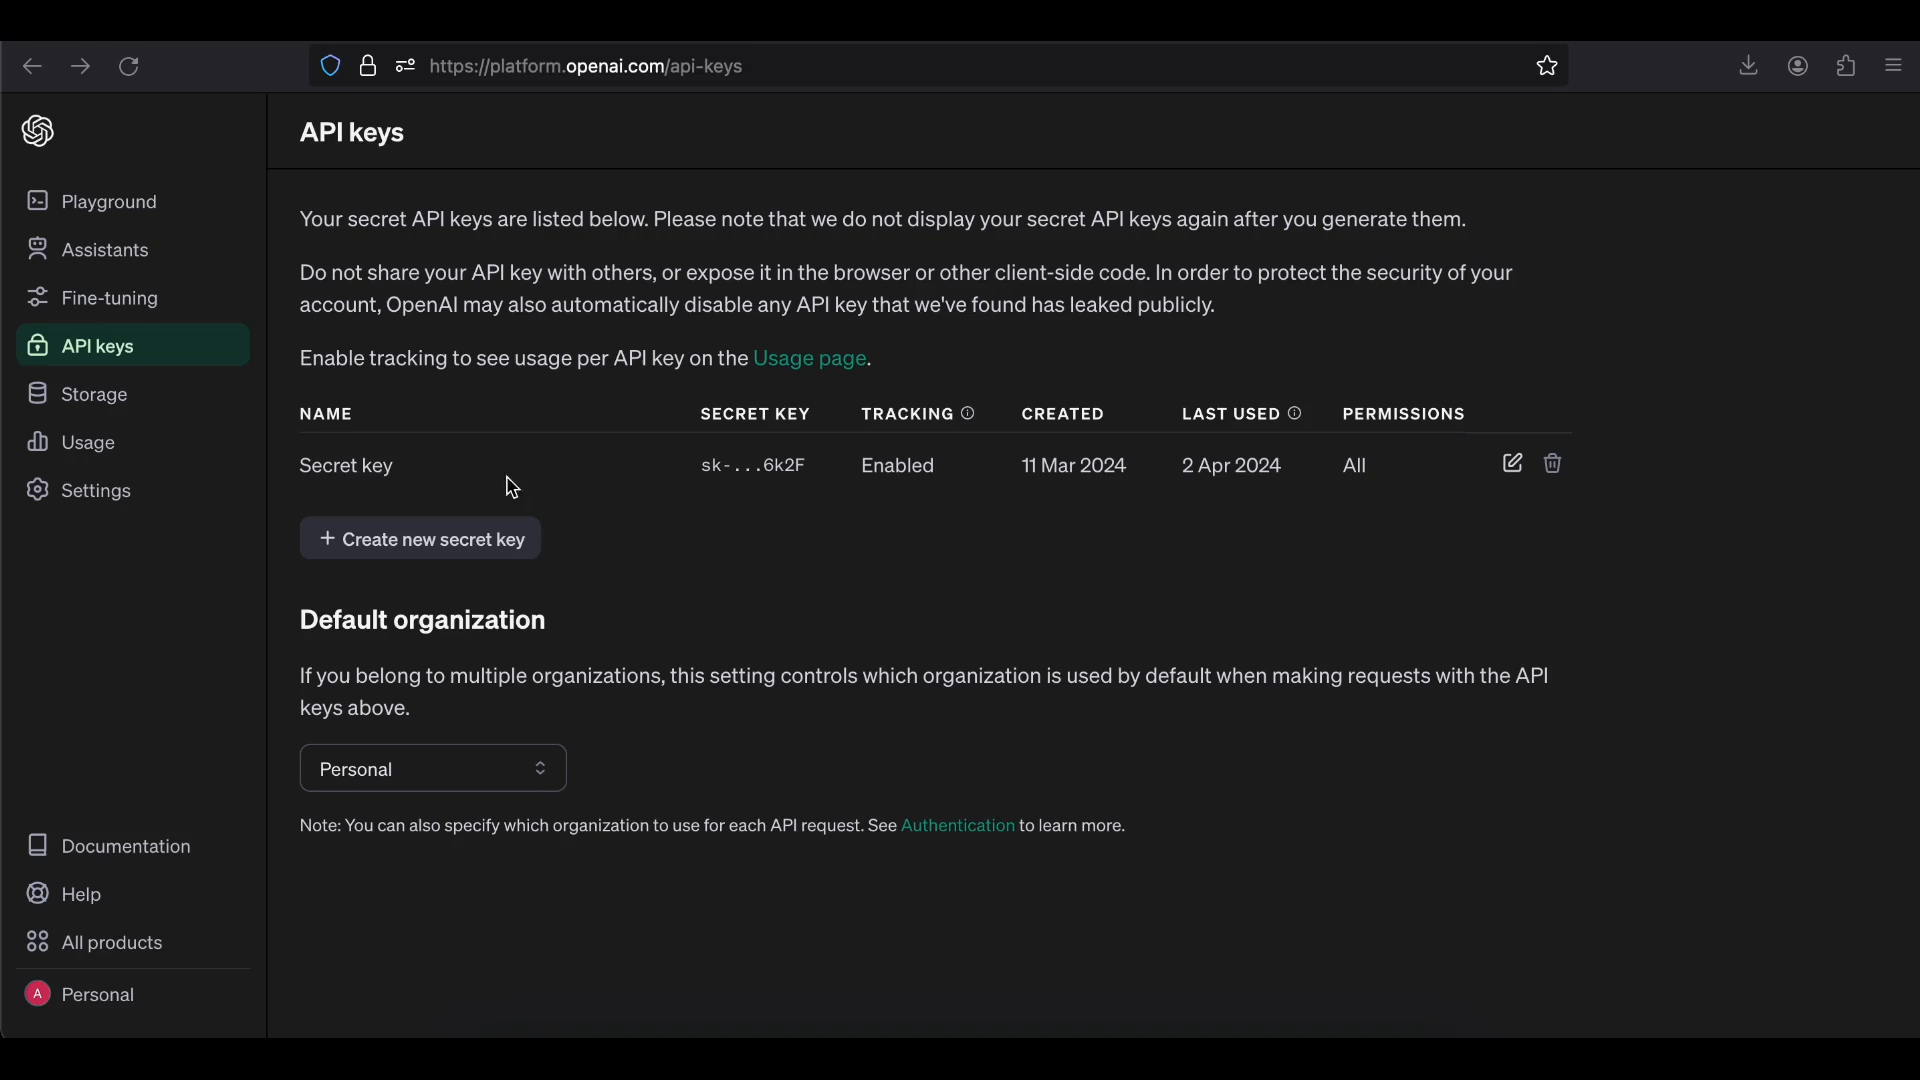 https://platform.openai.com/api-keys
API keys
Playground
Assistants
Fine-tuning
API keys
Storage
Usage
Settings
Documentation
Help
All products
A Personal
Your secret API keys are listed below. Please note that we do not display your secret API keys again after you generate them.
Do not share your API key with others, or expose it in the browser or other client-side code. In order to protect the security of your
account, OpenAI may also automatically disable any API key that we've found has leaked publicly.
Enable tracking to see usage per API key on the Usage page.
NAME SECRET KEY TRACKING CREATED LAST USED PERMISSIONS
Secret key sk-...6k2F Enabled 11 Mar 2024 2 Apr 2024 All
+ Create new secret key
Default organization
If you belong to multiple organizations, this setting controls which organization is used by default when making requests with the API
keys above.
Personal
Note: You can also specify which organization to use for each API request. See Authentication to learn more.